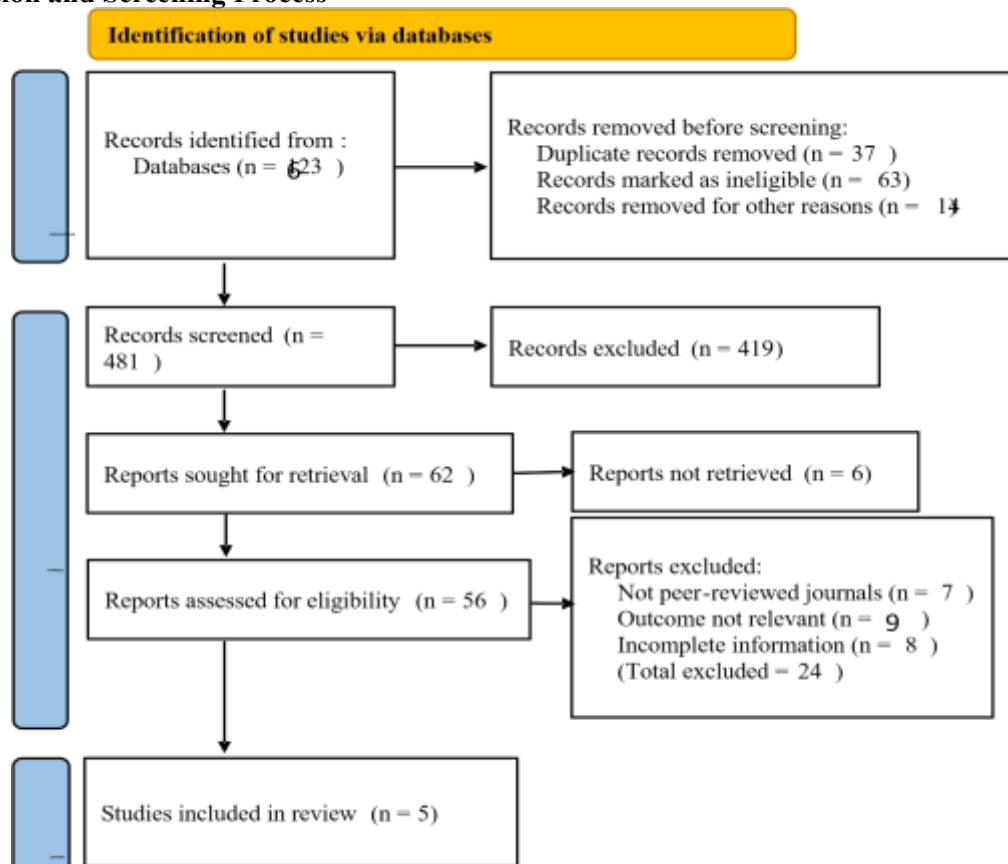 and Screening Process
Identification of studies via databases
Records identified from :
Databases (n =
Records removed before screening:
Duplicate records removed (n = 37 )
Records marked as ineligible (n = 63)
Records removed for other reasons (n =
Records screened (n =
481 )
Records excluded (n = 419)
Reports sought for retrieval (n = 62 )
Reports not retrieved (n = 6)
Reports assessed for eligibility (n = 56 )
Reports excluded:
Not peer-reviewed journals (n = 7 )
Outcome not relevant (n = 9 )
Incomplete information (n = 8 )
(Total excluded = 24 )
Studies included in review (n = 5)